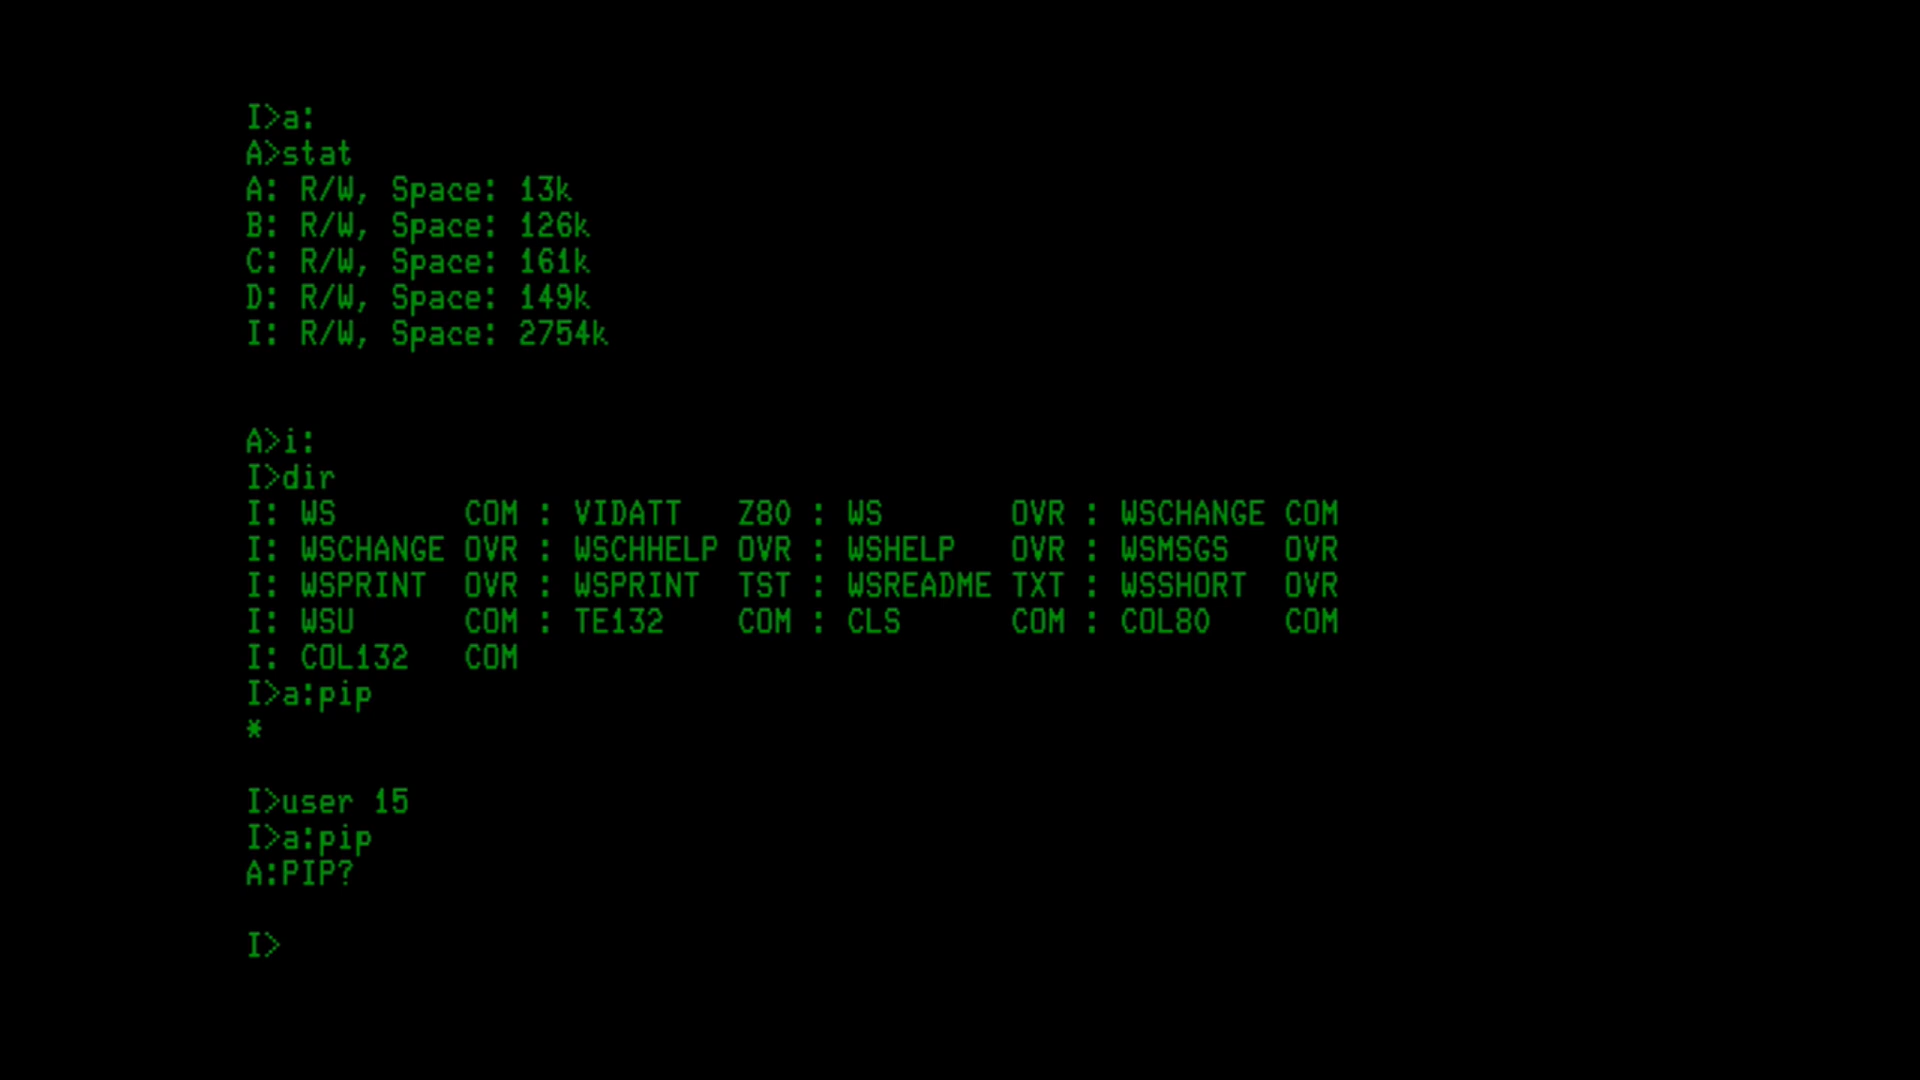 I>a:
A>stat
A: R/W, Space: 13k
B: R/W, Space: 126k
C: R/W, Space: 161k
D: R/W, Space: 149k
I: R/W, Space: 2754k
A>i:
I>dir
I: WS       COM : VIDATT   Z80 : WS       OVR : WSCHANGE COM
I: WSCHANGE OVR : WSCHHELP OVR : WSHELP   OVR : WSMSGS   OVR
I: WSPRINT  OVR : WSPRINT  TST : WSREADME TXT : WSSHORT  OVR
I: WSU      COM : TE132    COM : CLS      COM : COL80    COM
I: COL132   COM
I>a:pip
*
I>user 15
I>a:pip
A:PIP?
I>